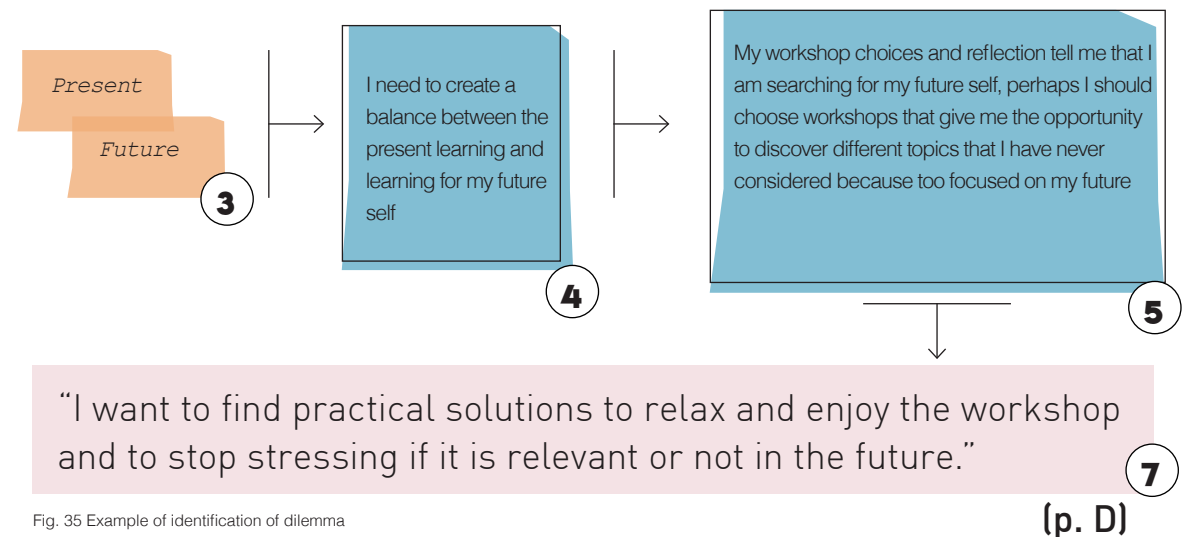 Present
Future
3
I need to create a
balance between the
present learning and
learning for my future
self
4
My workshop choices and reflection tell me that I
am searching for my future self, perhaps I should
choose workshops that give me the opportunity
to discover different topics that I have never
considered because too focused on my future
5
“I want to find practical solutions to relax and enjoy the workshop
and to stop stressing if it is relevant or not in the future.”
7
(p. D)
Fig. 35 Example of identification of dilemma